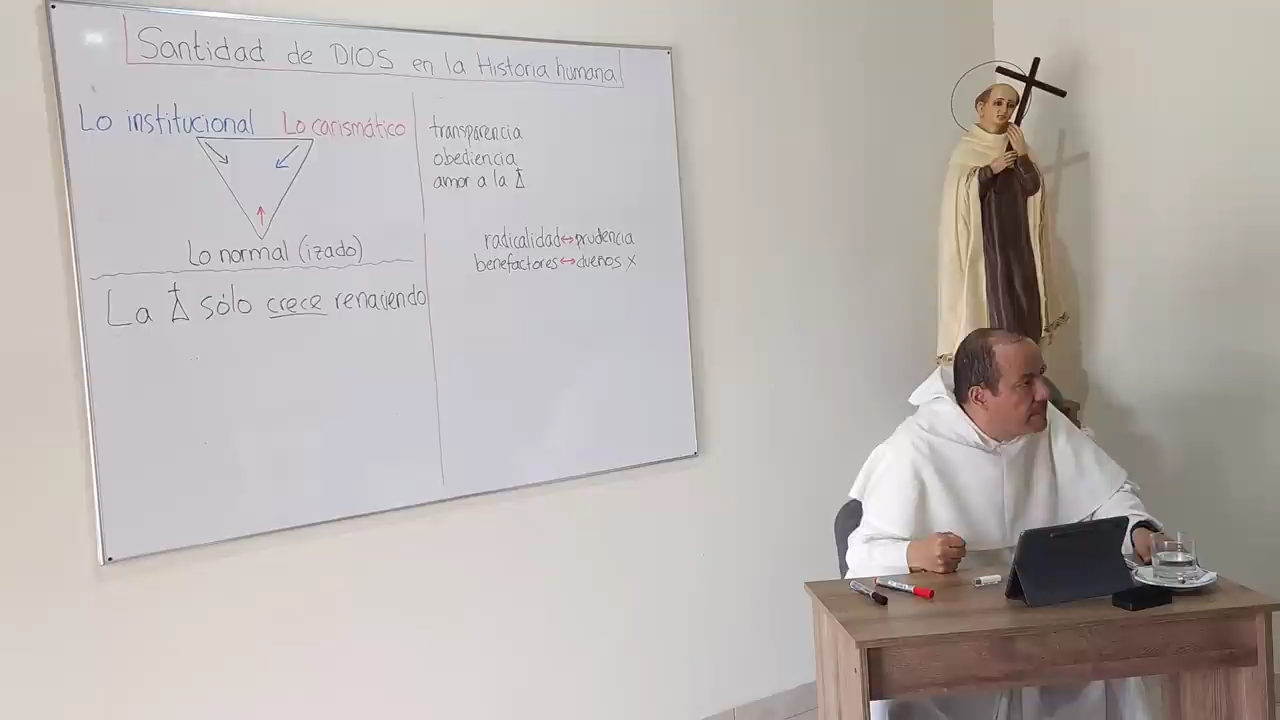 Santidad de DIOS en la Historia humana
Lo institucional Lo carismático
Lo normal (izado)
La sólo crece renaciendo
transparencia
obediencia
amor a la
radicalidad↔prudencia
benefactores↔dueños x